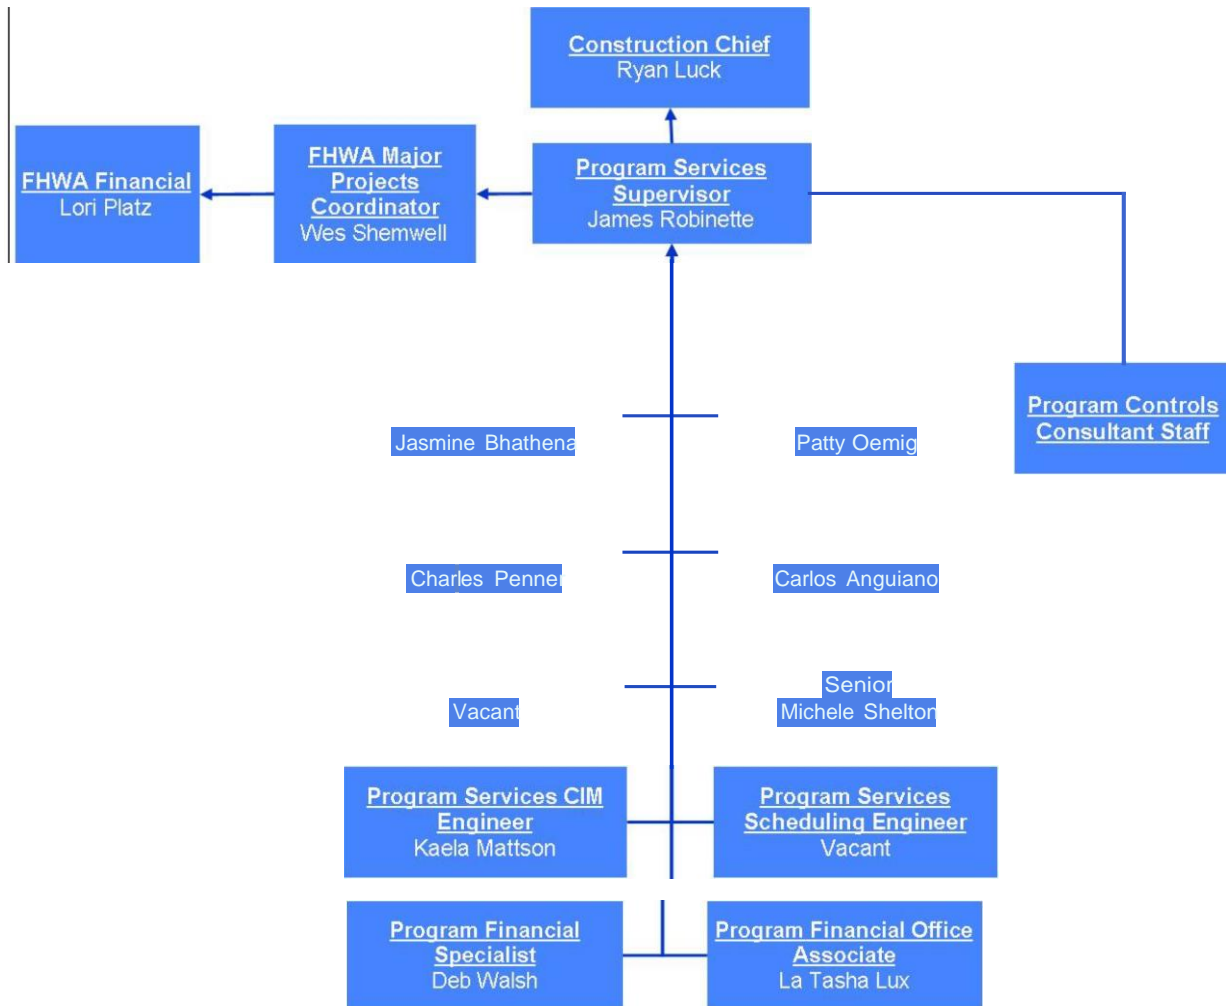 Construction Chief
Ryan Luck
FHWA Financial
Lori Platz
FHWA Major
Projects
Coordinator
Wes Shemwell
Program Services
Supervisor
James Robinette
Program Controls
Consultant Staff
Jasmine Bhathena
Patty Oemig
Charles Penner
Carlos Anguiano
Vacant
Senior
Michele Shelton
Program Services CIM
Engineer
Kaela Mattson
Program Services
Scheduling Engineer
Vacant
Program Financial
Specialist
Deb Walsh
Program Financial Office
Associate
La Tasha Lux